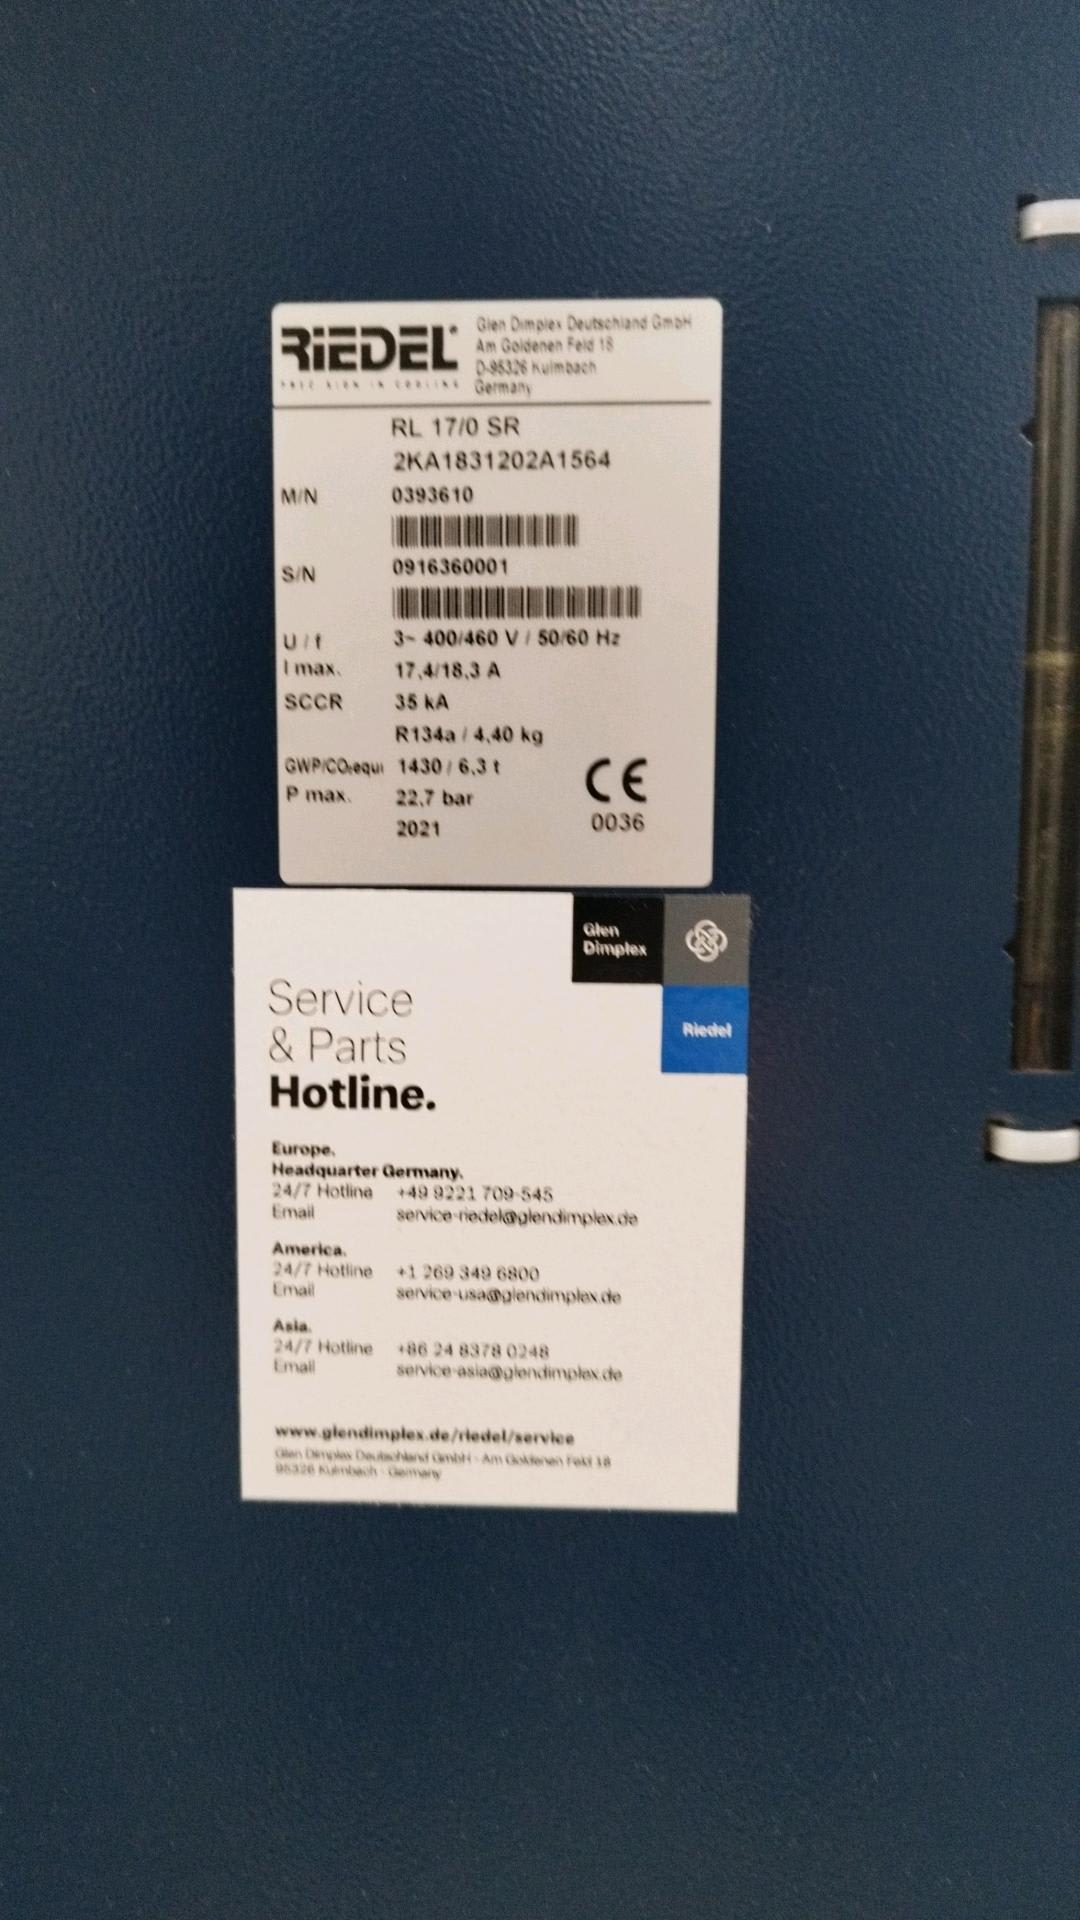 RIEDEL®
PRECISION IN COOLING
Glen Dimplex Deutschland GmbH
Am Goldenen Feld 18
D-95326 Kulmbach
Germany
RL 17/0 SR
2KA1831202A1564
M/N 0393610
S/N 0916360001
U / f 3~ 400/460 V / 50/60 Hz
I max. 17,4/18,3 A
SCCR 35 kA
R134a / 4,40 kg
GWP/CO₂equi 1430 / 6,3 t
P max. 22,7 bar
2021
CE
0036
Glen
Dimplex
Riedel
Service
& Parts
Hotline.
Europe.
Headquarter Germany.
24/7 Hotline +49 9221 709-545
Email service-riedel@glendimplex.de
America.
24/7 Hotline +1 269 349 6800
Email service-usa@glendimplex.de
Asia.
24/7 Hotline +86 24 8378 0248
Email service-asia@glendimplex.de
www.glendimplex.de/riedel/service
Glen Dimplex Deutschland GmbH - Am Goldenen Feld 18
95326 Kulmbach - Germany